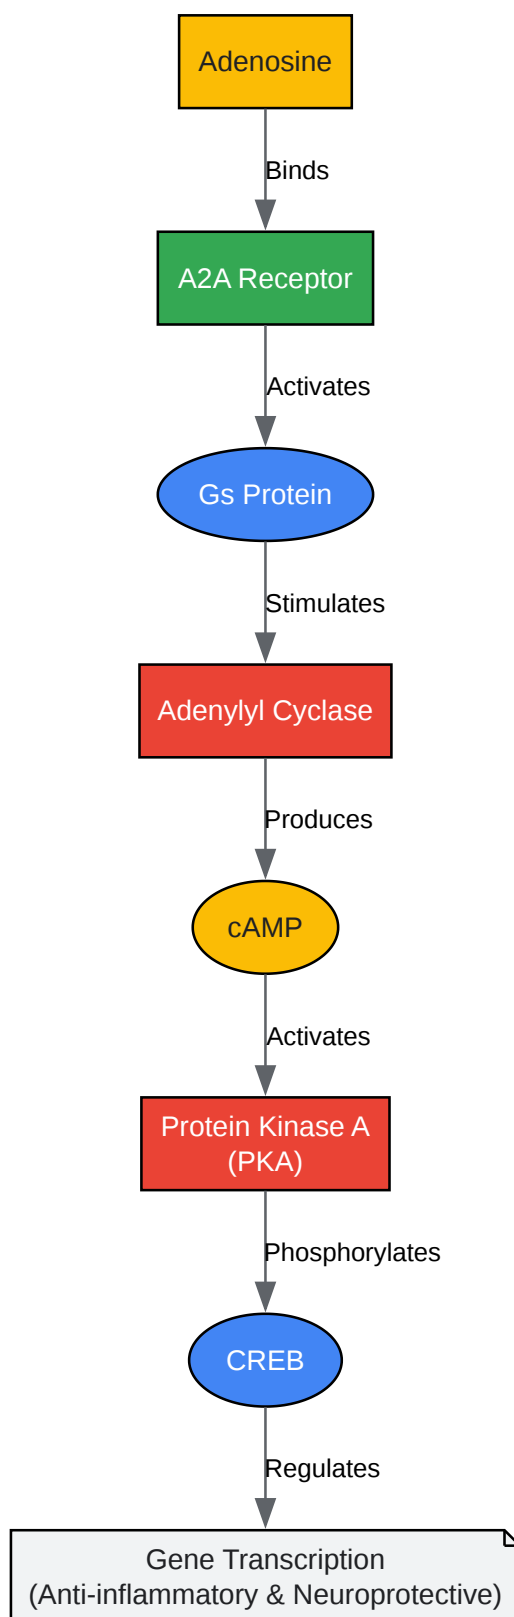 Adenosine
Binds
A2A Receptor
Activates
Gs Protein
Stimulates
Adenylyl Cyclase
Produces
cAMP
Activates
Protein Kinase A
(PKA)
Phosphorylates
CREB
Regulates
Gene Transcription
(Anti-inflammatory & Neuroprotective)